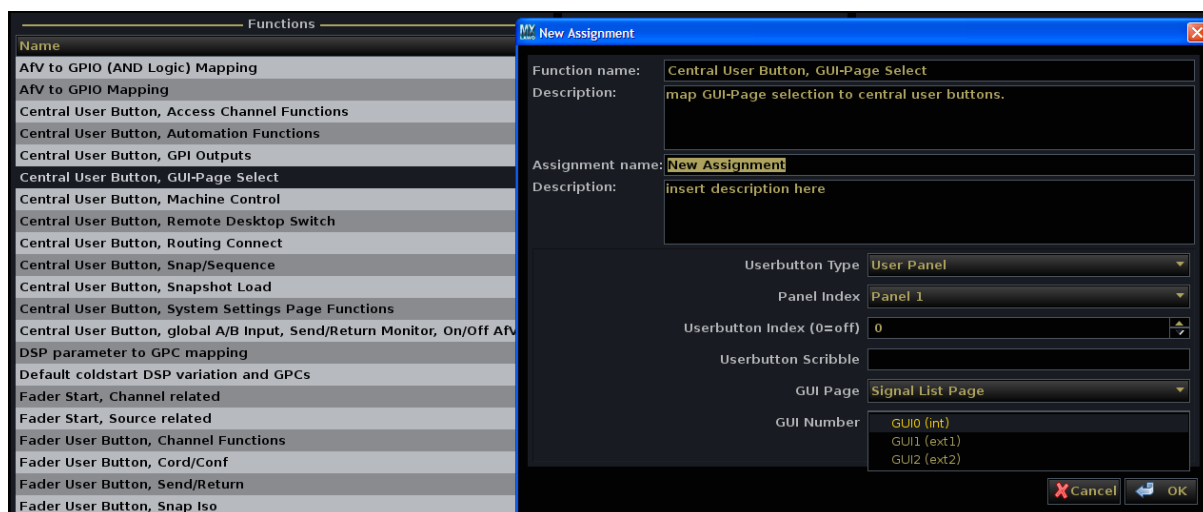 Functions
Name
AfV to GPIO (AND Logic) Mapping
AfV to GPIO Mapping
Central User Button, Access Channel Functions
Central User Button, Automation Functions
Central User Button, GPI Outputs
Central User Button, GUI-Page Select
Central User Button, Machine Control
Central User Button, Remote Desktop Switch
Central User Button, Routing Connect
Central User Button, Snap/Sequence
Central User Button, Snapshot Load
Central User Button, System Settings Page Functions
Central User Button, global A/B Input, Send/Return Monitor, On/Off AfV
DSP parameter to GPC mapping
Default coldstart DSP variation and GPCs
Fader Start, Channel related
Fader Start, Source related
Fader User Button, Channel Functions
Fader User Button, Cord/Conf
Fader User Button, Send/Return
Fader User Button, Snap Iso
MX LAWO New Assignment
Function name: Central User Button, GUI-Page Select
Description: map GUI-Page selection to central user buttons.
Assignment name: New Assignment
Description: insert description here
Userbutton Type User Panel
Panel Index Panel 1
Userbutton Index (0=off) 0
Userbutton Scribble
GUI Page Signal List Page
GUI Number GUI0 (int)
GUI1 (ext1)
GUI2 (ext2)
Cancel OK